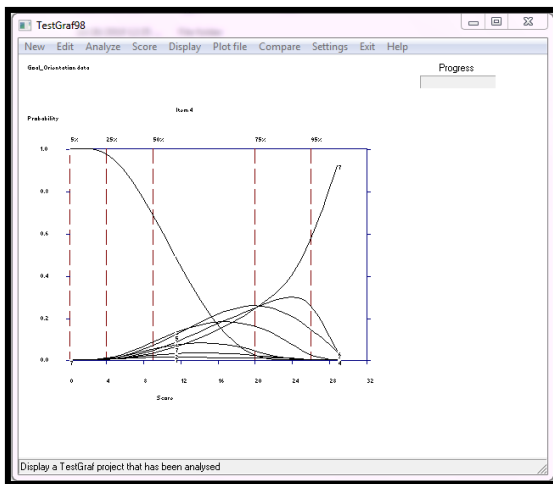 TestGraf98
New Edit Analyze Score Display Plot file Compare Settings Exit Help
Goal_Orientation data
Progress
Item 4
Probability
5% 25% 50% 75% 95%
1.0
7
0.8
0.6
0.4
0.2
0.0
0 4 8 12 16 20 24 28 32
Score
Display a TestGraf project that has been analysed